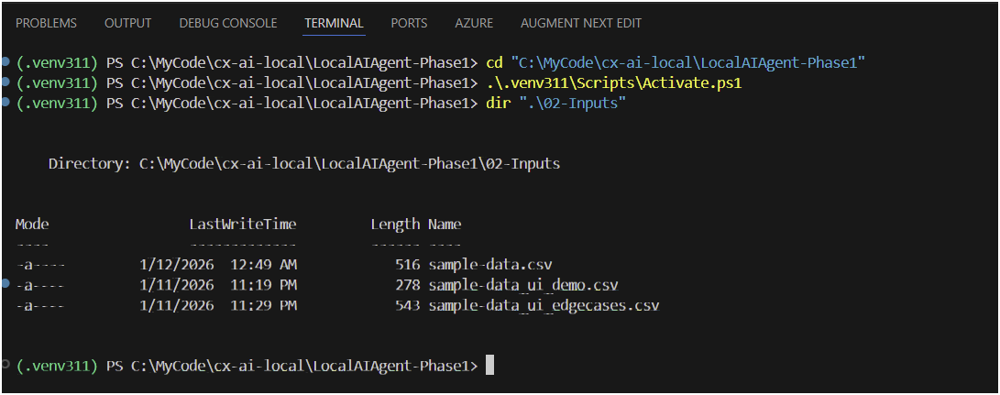 PROBLEMS OUTPUT DEBUG CONSOLE TERMINAL PORTS AZURE AUGMENT NEXT EDIT
(.venv311) PS C:\MyCode\cx-ai-local\LocalAIAgent-Phase1> cd "C:\MyCode\cx-ai-local\LocalAIAgent-Phase1"
(.venv311) PS C:\MyCode\cx-ai-local\LocalAIAgent-Phase1> .\.venv311\Scripts\Activate.ps1
(.venv311) PS C:\MyCode\cx-ai-local\LocalAIAgent-Phase1> dir ".\02-Inputs"
Directory: C:\MyCode\cx-ai-local\LocalAIAgent-Phase1\02-Inputs
Mode LastWriteTime Length Name
---- ------------- ------ ----
-a---- 1/12/2026 12:49 AM 516 sample-data.csv
-a---- 1/11/2026 11:19 PM 278 sample-data_ui_demo.csv
-a---- 1/11/2026 11:29 PM 543 sample-data_ui_edgecases.csv
(.venv311) PS C:\MyCode\cx-ai-local\LocalAIAgent-Phase1>